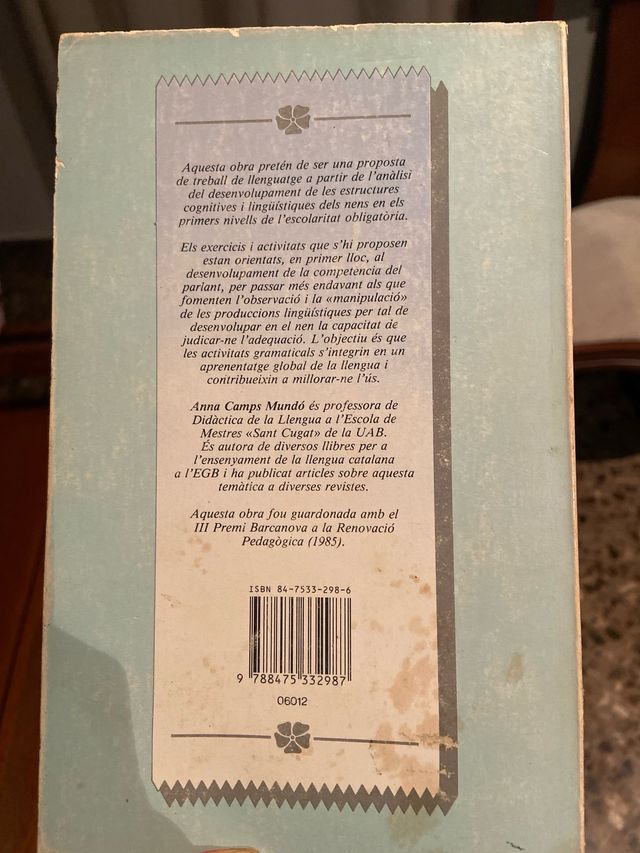 Aquesta obra pretén de ser una proposta
de treball de llenguatge a partir de l'anàlisi
del desenvolupament de les estructures
cognitives i lingüístiques dels nens en els
primers nivells de l'escolaritat obligatòria.
Els exercicis i activitats que s'hi proposen
estan orientats, en primer lloc, al
desenvolupament de la competencia del
parlant, per passar més endavant als que
fomenten l'observació i la «manipulació»
de les produccions lingüístiques per tal de
desenvolupar en el nen la capacitat de
judicar-ne l'adequació. L'objectiu és que
les activitats gramaticals s'integrin en un
aprenentatge global de la llengua i
contribueixin a millorar-ne l'ús.
Anna Camps Mundó és professora de
Didàctica de la Llengua a l'Escola de
Mestres «Sant Cugat» de la UAB.
És autora de diversos llibres per a
l'ensenyament de la llengua catalana
a l'EGB i ha publicat articles sobre aquesta
temàtica a diverses revistes.
Aquesta obra fou guardonada amb el
III Premi Barcanova a la Renovació
Pedagògica (1985).
ISBN 84-7533-298-6
9 788475 332987
06012